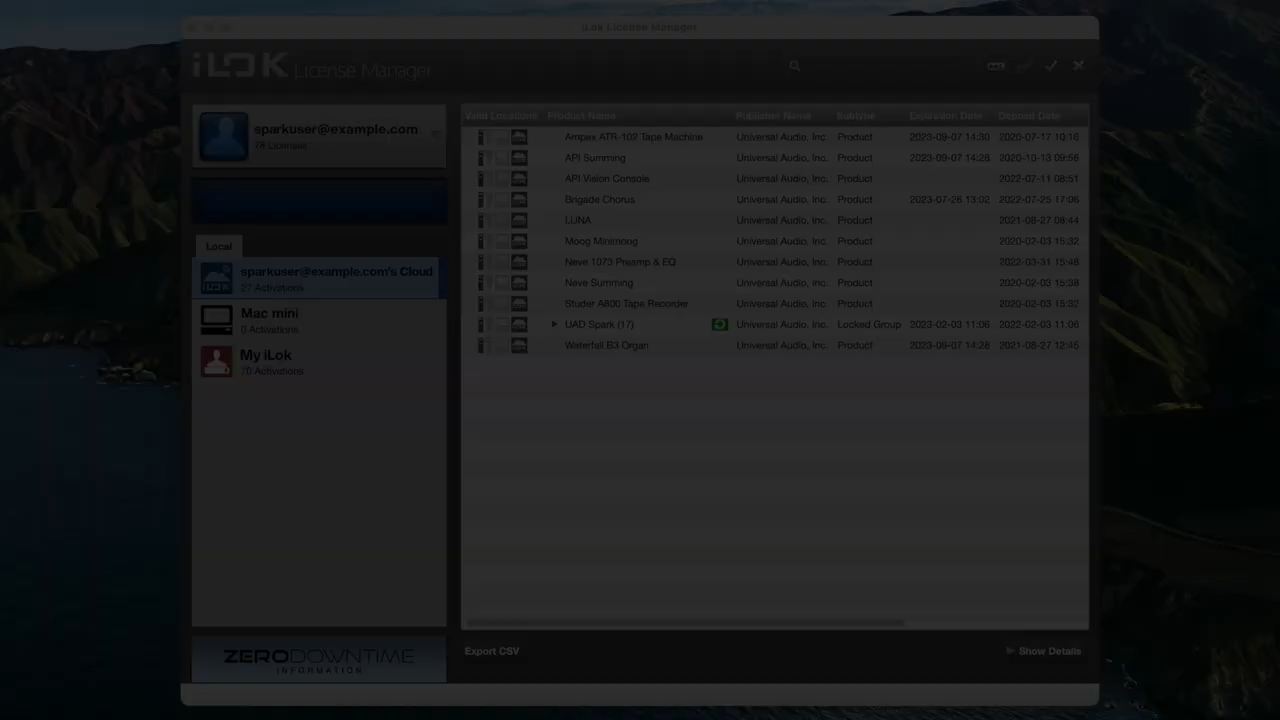 iLok License Manager
iLOK License Manager
sparkuser@example.com
78 Licenses
Local
sparkuser@example.com's Cloud
27 Activations
Mac mini
0 Activations
My iLok
70 Activations
ZERODOWNTIME
INFORMATION
Valid Locations Product Name Publisher Name Subtype Expiration Date Deposit Date
Ampex ATR-102 Tape Machine Universal Audio, Inc. Product 2023-09-07 14:30 2020-07-17 10:16
API Summing Universal Audio, Inc. Product 2023-09-07 14:28 2020-10-13 09:56
API Vision Console Universal Audio, Inc. Product 2022-07-11 08:51
Brigade Chorus Universal Audio, Inc. Product 2023-07-26 13:02 2022-07-25 17:06
LUNA Universal Audio, Inc. Product 2021-08-27 08:44
Moog Minimoog Universal Audio, Inc. Product 2020-02-03 15:32
Neve 1073 Preamp & EQ Universal Audio, Inc. Product 2022-03-31 15:48
Neve Summing Universal Audio, Inc. Product 2020-02-03 15:38
Studer A800 Tape Recorder Universal Audio, Inc. Product 2020-02-03 15:32
UAD Spark (17) Universal Audio, Inc. Locked Group 2023-02-03 11:06 2022-02-03 11:06
Waterfall B3 Organ Universal Audio, Inc. Product 2023-09-07 14:28 2021-08-27 12:45
Export CSV
Show Details